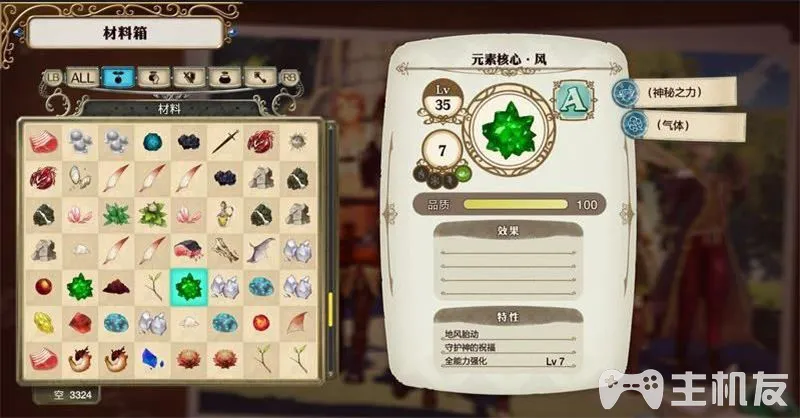 材料箱
LB
ALL
RB
材料
空 3324
元素核心·风
Lv
35
A
7
(神秘之力)
(气体)
品质
100
效果
特性
地风胎动
守护神的祝福
全能力强化 Lv 7
主机友